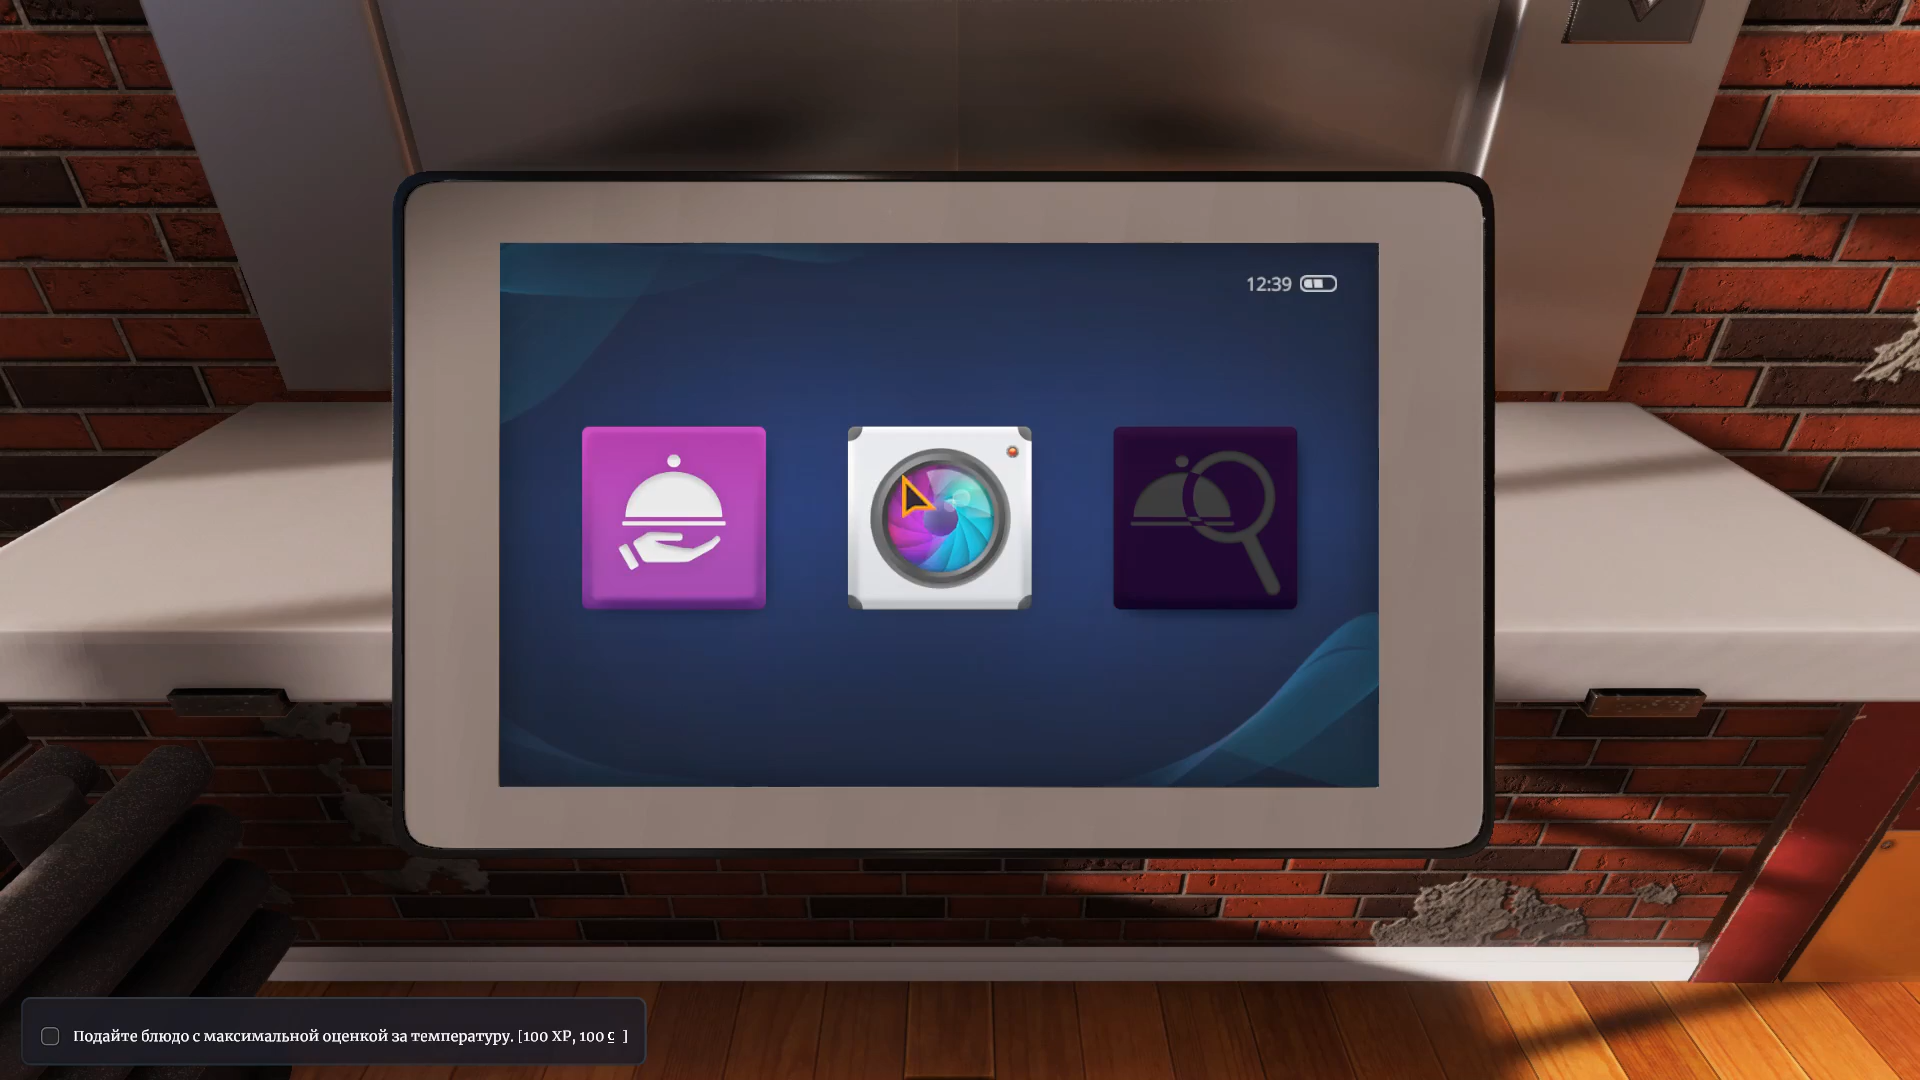 12:39
Подайте блюдо с максимальной оценкой за температуру. [100 XP, 100 с ]